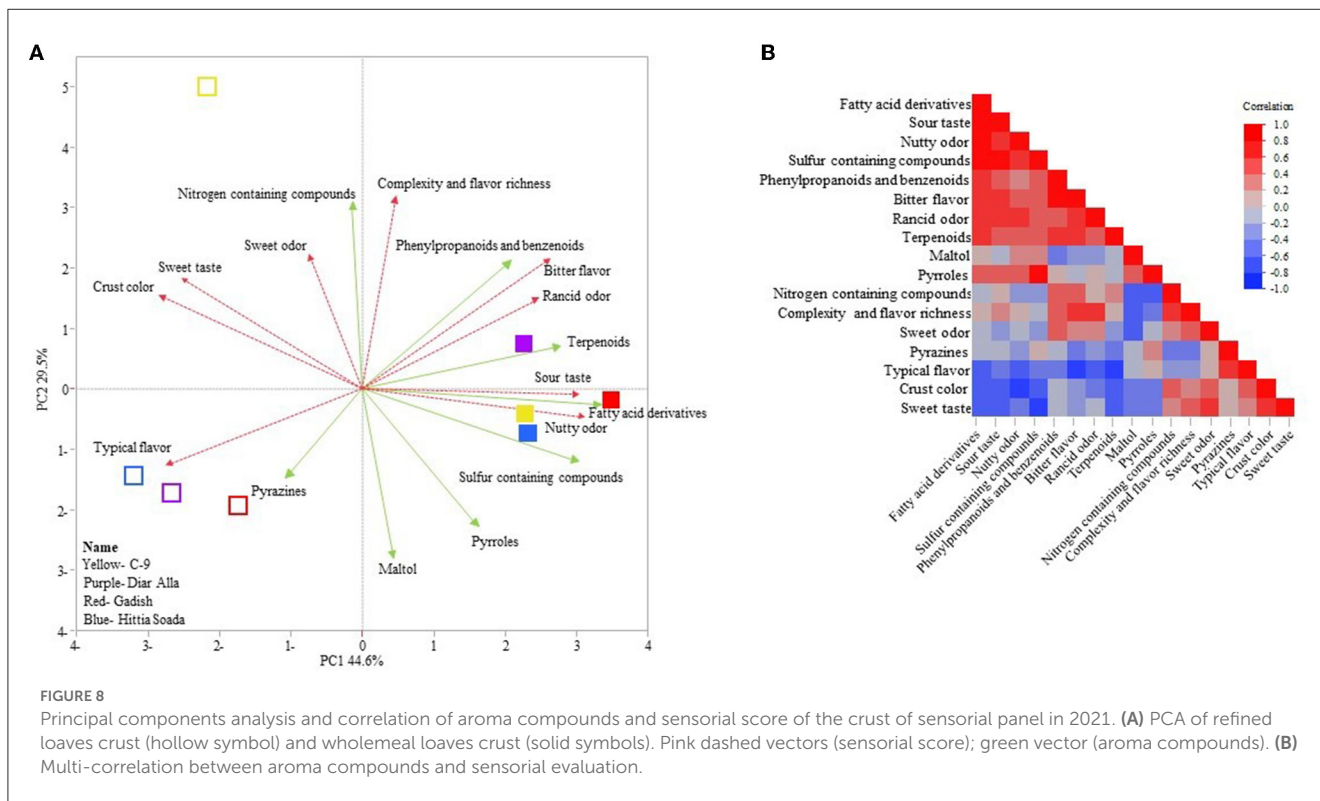 A
5
4
3
2
1
0
1-
2-
3-
4-
PC2 29.5%
4-
3-
2-
1-
0
1
2
3
4
PC1 44.6%
Nitrogen containing compounds
Complexity and flavor richness
Sweet odor
Phenylpropanoids and benzenoids
Sweet taste
Bitter flavor
Crust color
Rancid odor
Terpenoids
Sour taste
Fatty acid derivatives
Nutty odor
Typical flavor
Sulfur containing compounds
Pyrazines
Pyrroles
Maltol
Name
Yellow- C-9
Purple- Diar Alla
Red- Gadish
Blue- Hittia Soada
B
Fatty acid derivatives
Sour taste
Nutty odor
Sulfur containing compounds
Phenylpropanoids and benzenoids
Bitter flavor
Rancid odor
Terpenoids
Maltol
Pyrroles
Nitrogen containing compounds
Complexity and flavor richness
Sweet odor
Pyrazines
Typical flavor
Crust color
Sweet taste
Fatty acid derivatives
Sour taste
Nutty odor
Sulfur containing compounds
Phenylpropanoids and benzenoids
Bitter flavor
Rancid odor
Terpenoids
Maltol
Pyrroles
Nitrogen containing compounds
Complexity and flavor richness
Sweet odor
Pyrazines
Typical flavor
Crust color
Sweet taste
Correlation
1.0
0.8
0.6
0.4
0.2
0.0
-0.2
-0.4
-0.6
-0.8
-1.0
FIGURE 8
Principal components analysis and correlation of aroma compounds and sensorial score of the crust of sensorial panel in 2021. (A) PCA of refined
loaves crust (hollow symbol) and wholemeal loaves crust (solid symbols). Pink dashed vectors (sensorial score); green vector (aroma compounds). (B)
Multi-correlation between aroma compounds and sensorial evaluation.